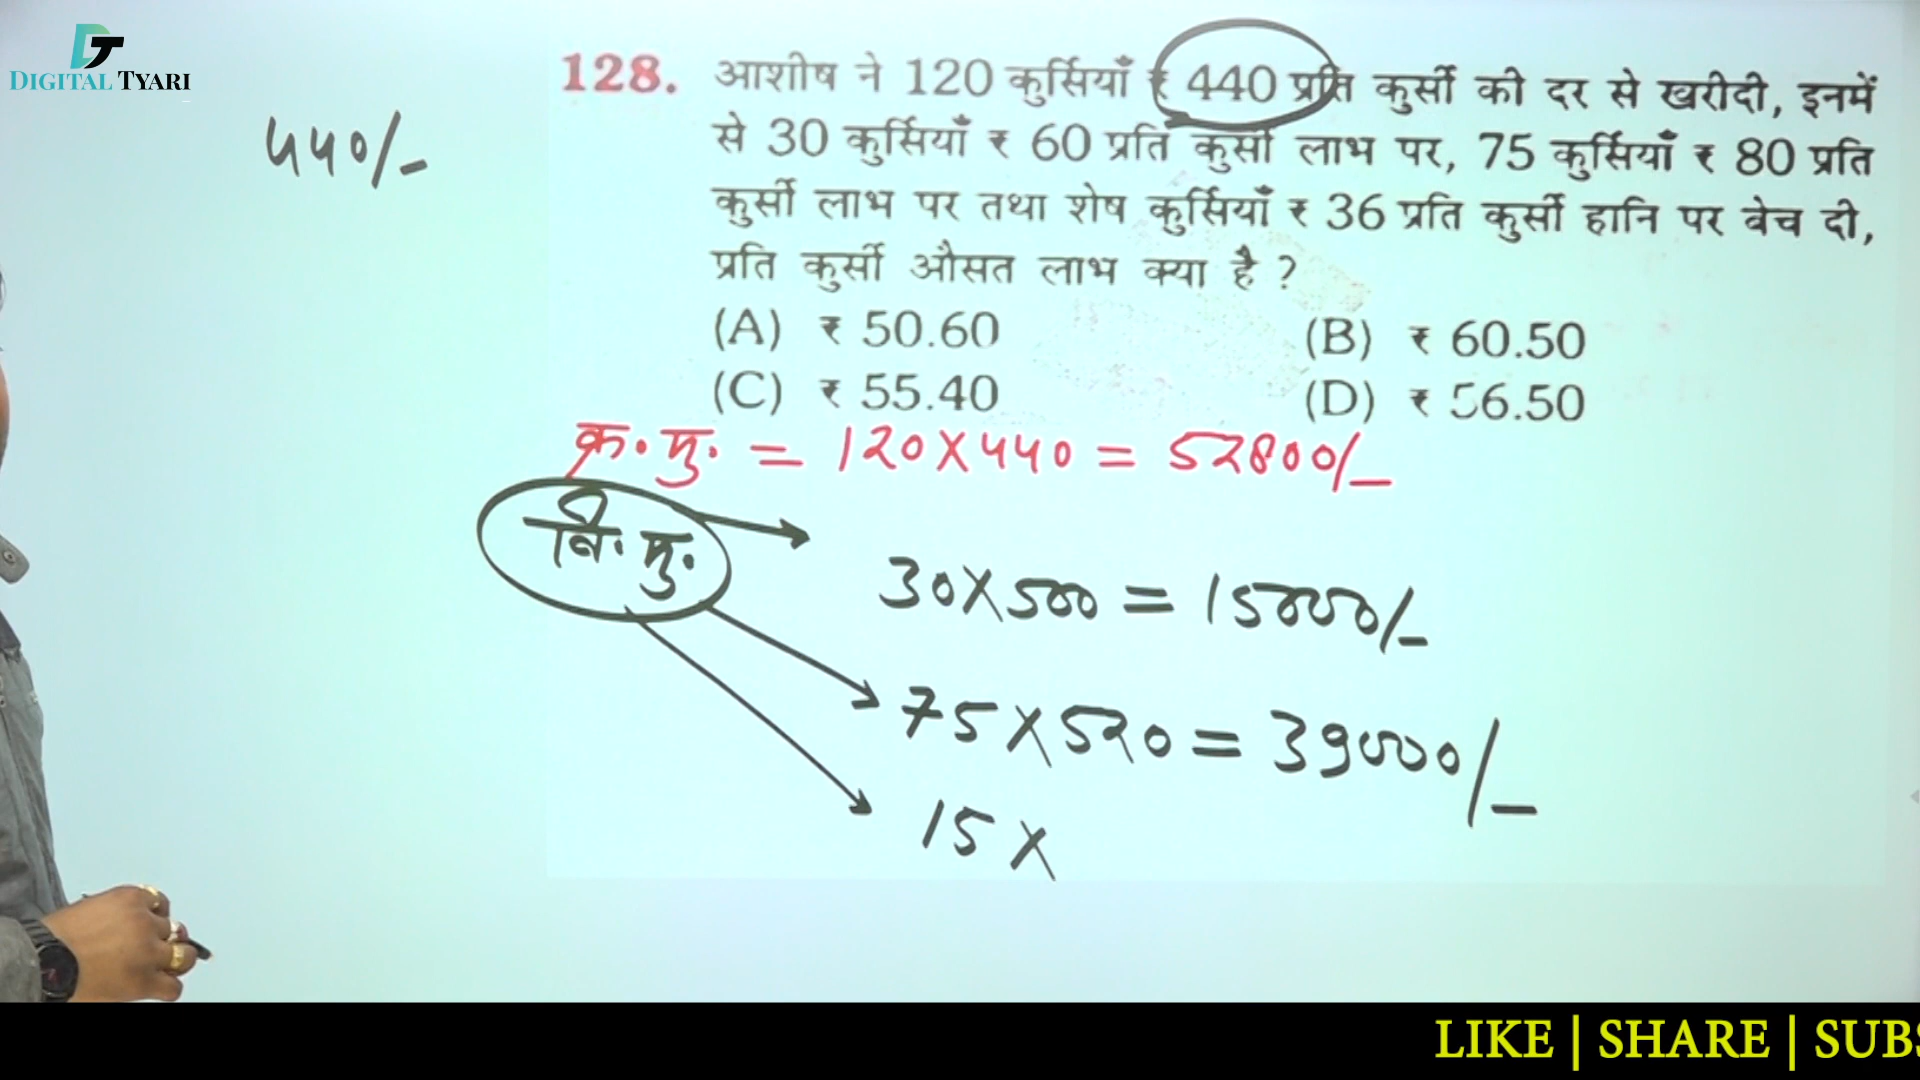 DT
DIGITAL TYARI
440/-
128. आशीष ने 120 कुर्सियाँ ₹ 440 प्रति कुर्सी की दर से खरीदी, इनमें
से 30 कुर्सियाँ ₹ 60 प्रति कुर्सी लाभ पर, 75 कुर्सियाँ ₹ 80 प्रति
कुर्सी लाभ पर तथा शेष कुर्सियाँ ₹ 36 प्रति कुर्सी हानि पर बेच दी,
प्रति कुर्सी औसत लाभ क्या है ?
(A) ₹ 50.60 (B) ₹ 60.50
(C) ₹ 55.40 (D) ₹ 56.50
क्र. मु. = 120×440 = 52800/-
वि. मु.
30×500 = 15000/-
75×520 = 39000/-
15×
LIKE | SHARE | SUBS